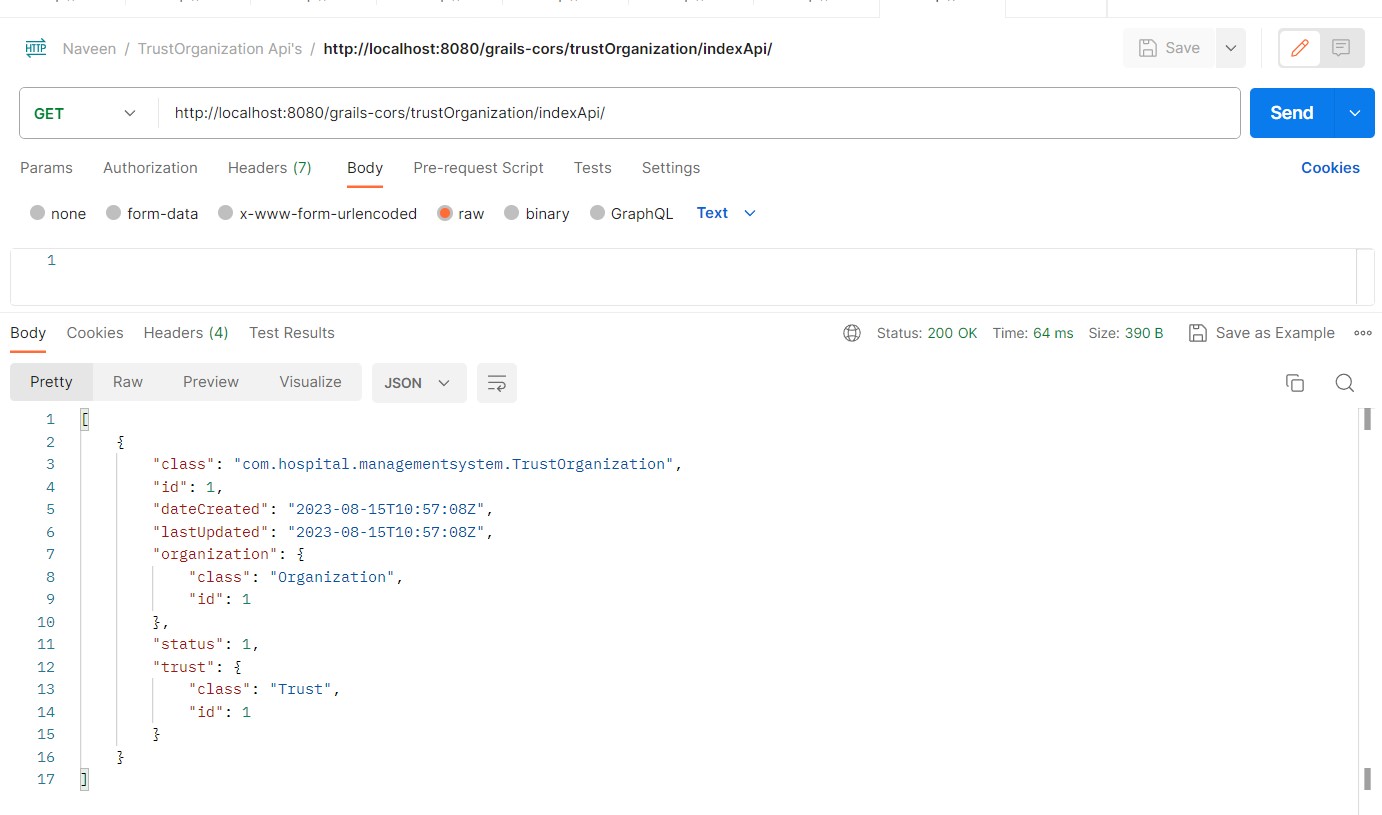 HTTP Naveen / TrustOrganization Api's / http://localhost:8080/grails-cors/trustOrganization/indexApi/ Save
GET http://localhost:8080/grails-cors/trustOrganization/indexApi/ Send
Params Authorization Headers (7) Body Pre-request Script Tests Settings Cookies
none form-data x-www-form-urlencoded raw binary GraphQL Text
1
Body Cookies Headers (4) Test Results Status: 200 OK Time: 64 ms Size: 390 B Save as Example
Pretty Raw Preview Visualize JSON
1 [
2 {
3 "class": "com.hospital.managementsystem.TrustOrganization",
4 "id": 1,
5 "dateCreated": "2023-08-15T10:57:08Z",
6 "lastUpdated": "2023-08-15T10:57:08Z",
7 "organization": {
8 "class": "Organization",
9 "id": 1
10 },
11 "status": 1,
12 "trust": {
13 "class": "Trust",
14 "id": 1
15 }
16 }
17 ]